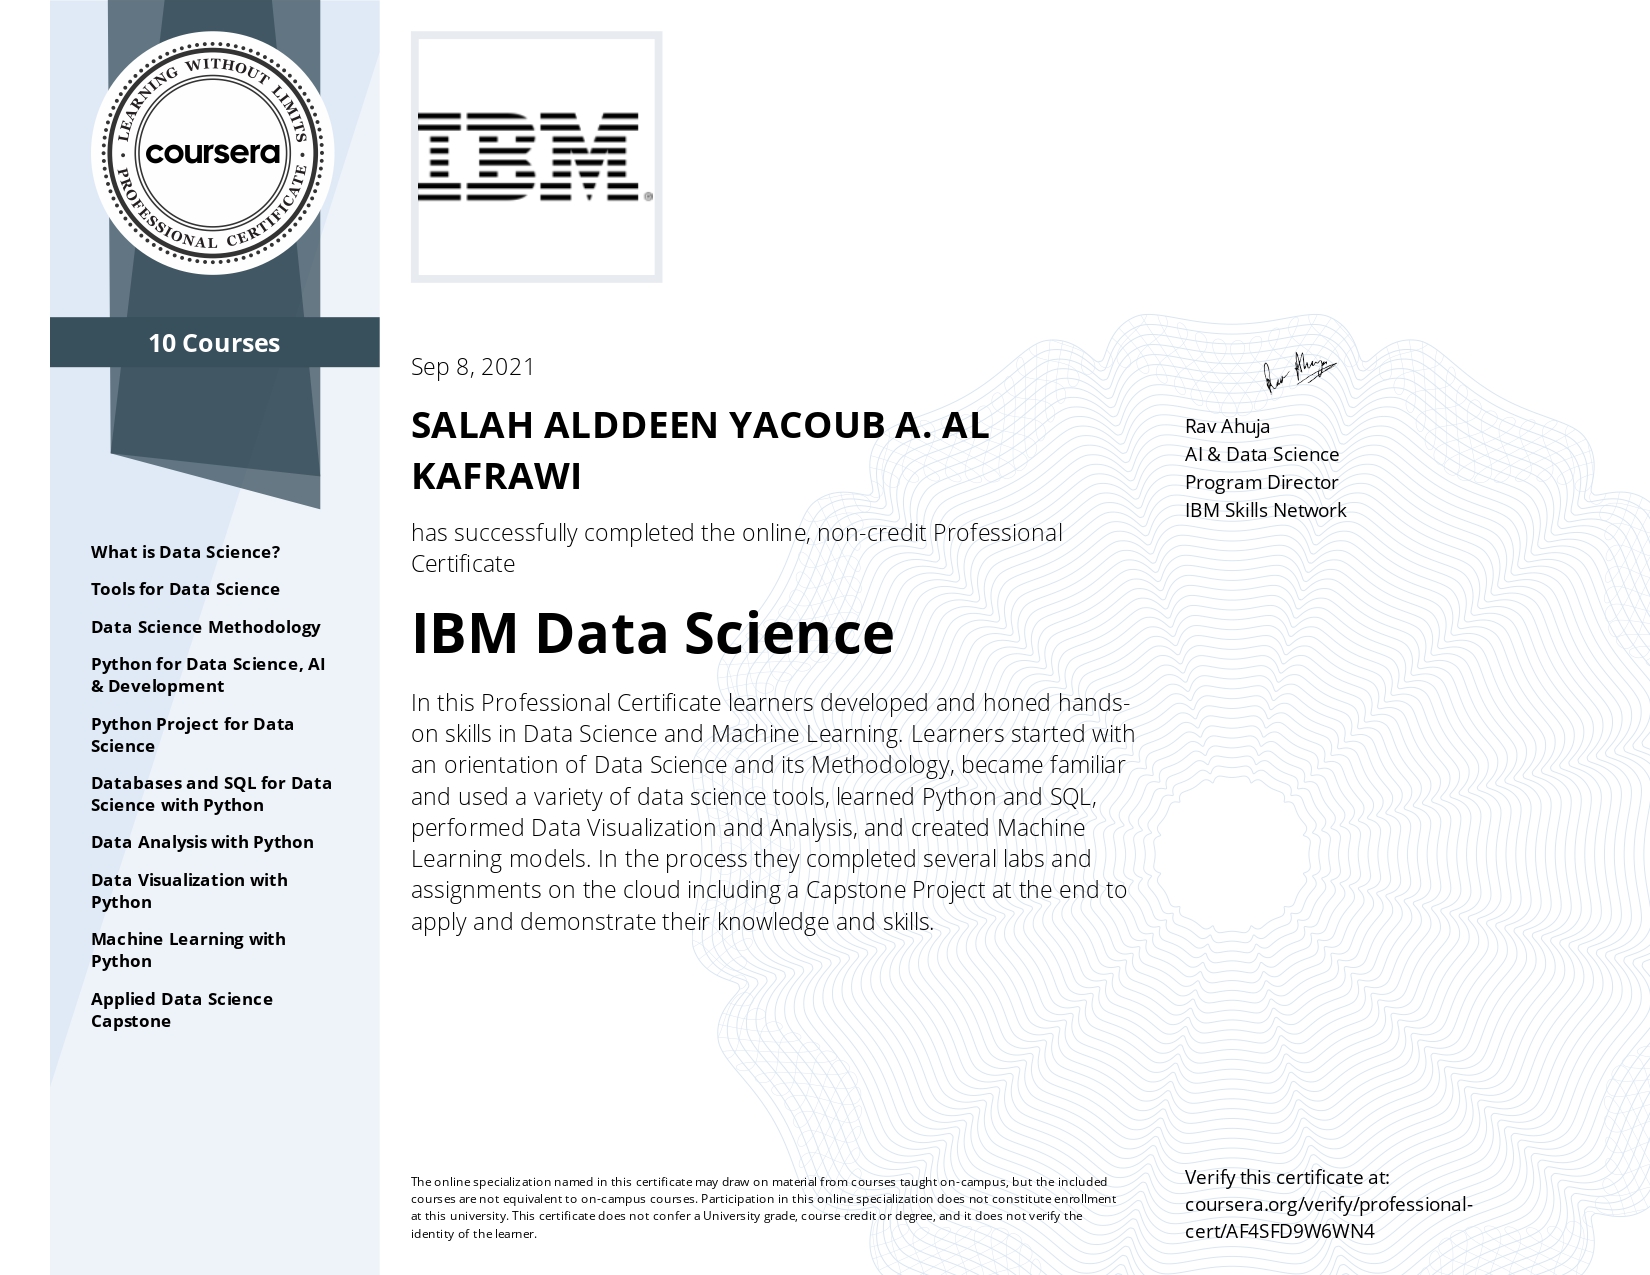 LEARNING WITHOUT LIMITS
coursera
PROFESSIONAL CERTIFICATE
10 Courses
What is Data Science?
Tools for Data Science
Data Science Methodology
Python for Data Science, AI
& Development
Python Project for Data
Science
Databases and SQL for Data
Science with Python
Data Analysis with Python
Data Visualization with
Python
Machine Learning with
Python
Applied Data Science
Capstone
IBM®
Sep 8, 2021
SALAH ALDDEEN YACOUB A. AL
KAFRAWI
has successfully completed the online, non-credit Professional
Certificate
IBM Data Science
In this Professional Certificate learners developed and honed hands-
on skills in Data Science and Machine Learning. Learners started with
an orientation of Data Science and its Methodology, became familiar
and used a variety of data science tools, learned Python and SQL,
performed Data Visualization and Analysis, and created Machine
Learning models. In the process they completed several labs and
assignments on the cloud including a Capstone Project at the end to
apply and demonstrate their knowledge and skills.
Rav Ahuja
Rav Ahuja
AI & Data Science
Program Director
IBM Skills Network
The online specialization named in this certificate may draw on material from courses taught on-campus, but the included
courses are not equivalent to on-campus courses. Participation in this online specialization does not constitute enrollment
at this university. This certificate does not confer a University grade, course credit or degree, and it does not verify the
identity of the learner.
Verify this certificate at:
coursera.org/verify/professional-
cert/AF4SFD9W6WN4